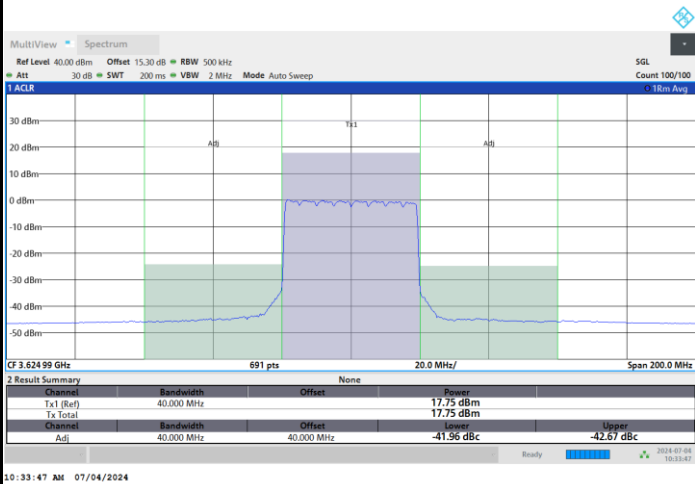 MultiView Spectrum
Ref Level 40.00 dBm Offset 15.30 dB RBW 500 kHz SGL
Att 30 dB SWT 200 ms VBW 2 MHz Mode Auto Sweep Count 100/100
1 ACLR 1Rm Avg
30 dBm
Tx1
20 dBm
Adj Adj
10 dBm
0 dBm
-10 dBm
-20 dBm
-30 dBm
-40 dBm
-50 dBm
CF 3.624 99 GHz 691 pts 20.0 MHz/ Span 200.0 MHz
2 Result Summary None
Channel Bandwidth Offset Power
Tx1 (Ref) 40.000 MHz 17.75 dBm
Tx Total 17.75 dBm
Channel Bandwidth Offset Lower Upper
Adj 40.000 MHz 40.000 MHz -41.96 dBc -42.67 dBc
Ready 2024-07-04
10:33:47
10:33:47 AM 07/04/2024